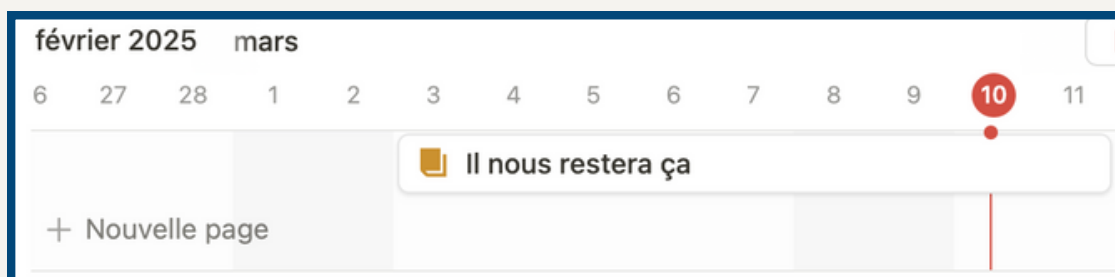 février 2025 mars
6 27 28 1 2 3 4 5 6 7 8 9 10 11
Il nous restera ça
+ Nouvelle page